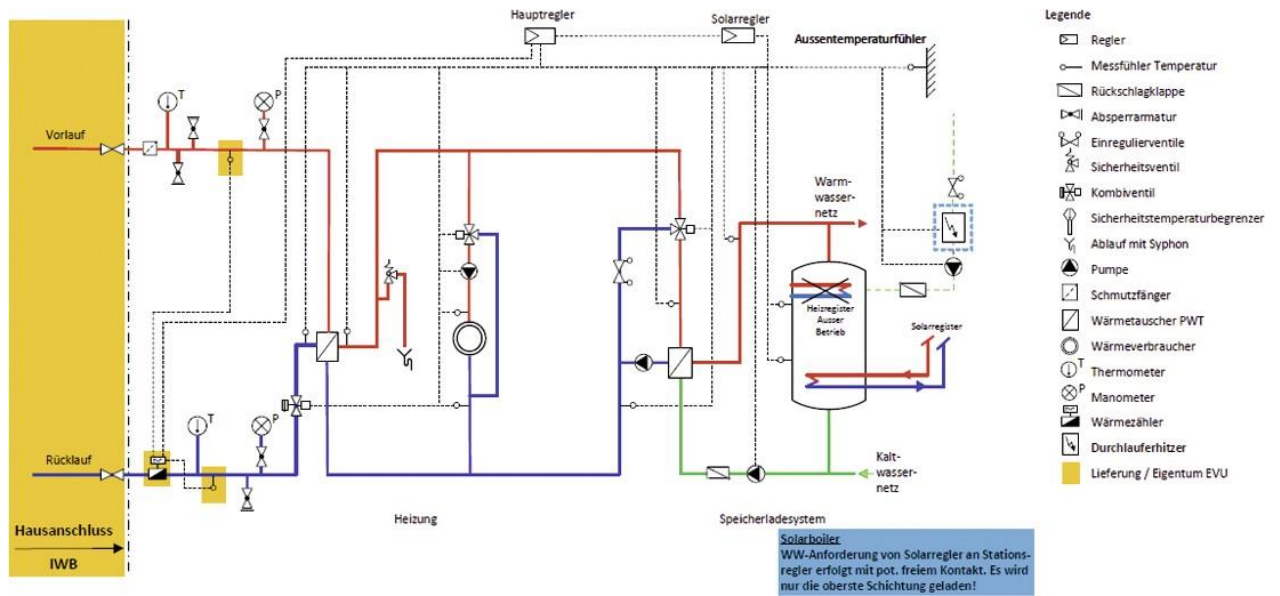 Hauptregler
Solarregler
Aussentemperaturfühler
T
P
Vorlauf
Warm-
wasser-
netz
Heizregister
Ausser
Betrieb
Solarregister
T
P
Rücklauf
Kalt-
wasser-
netz
Hausanschluss
IWB
Heizung
Speicherladesystem
Solarboiler
WW-Anforderung von Solarregler an Stations-
regler erfolgt mit pot. freiem Kontakt. Es wird
nur die oberste Schichtung geladen!
Legende
Regler
Messfühler Temperatur
Rückschlagklappe
Absperrarmatur
Einregulierventile
Sicherheitsventil
Kombiventil
Sicherheitstemperaturbegrenzer
Ablauf mit Syphon
Pumpe
Schmutzfänger
Wärmetauscher PWT
Wärmeverbraucher
T
Thermometer
P
Manometer
Wärmezähler
Durchlauferhitzer
Lieferung / Eigentum EVU